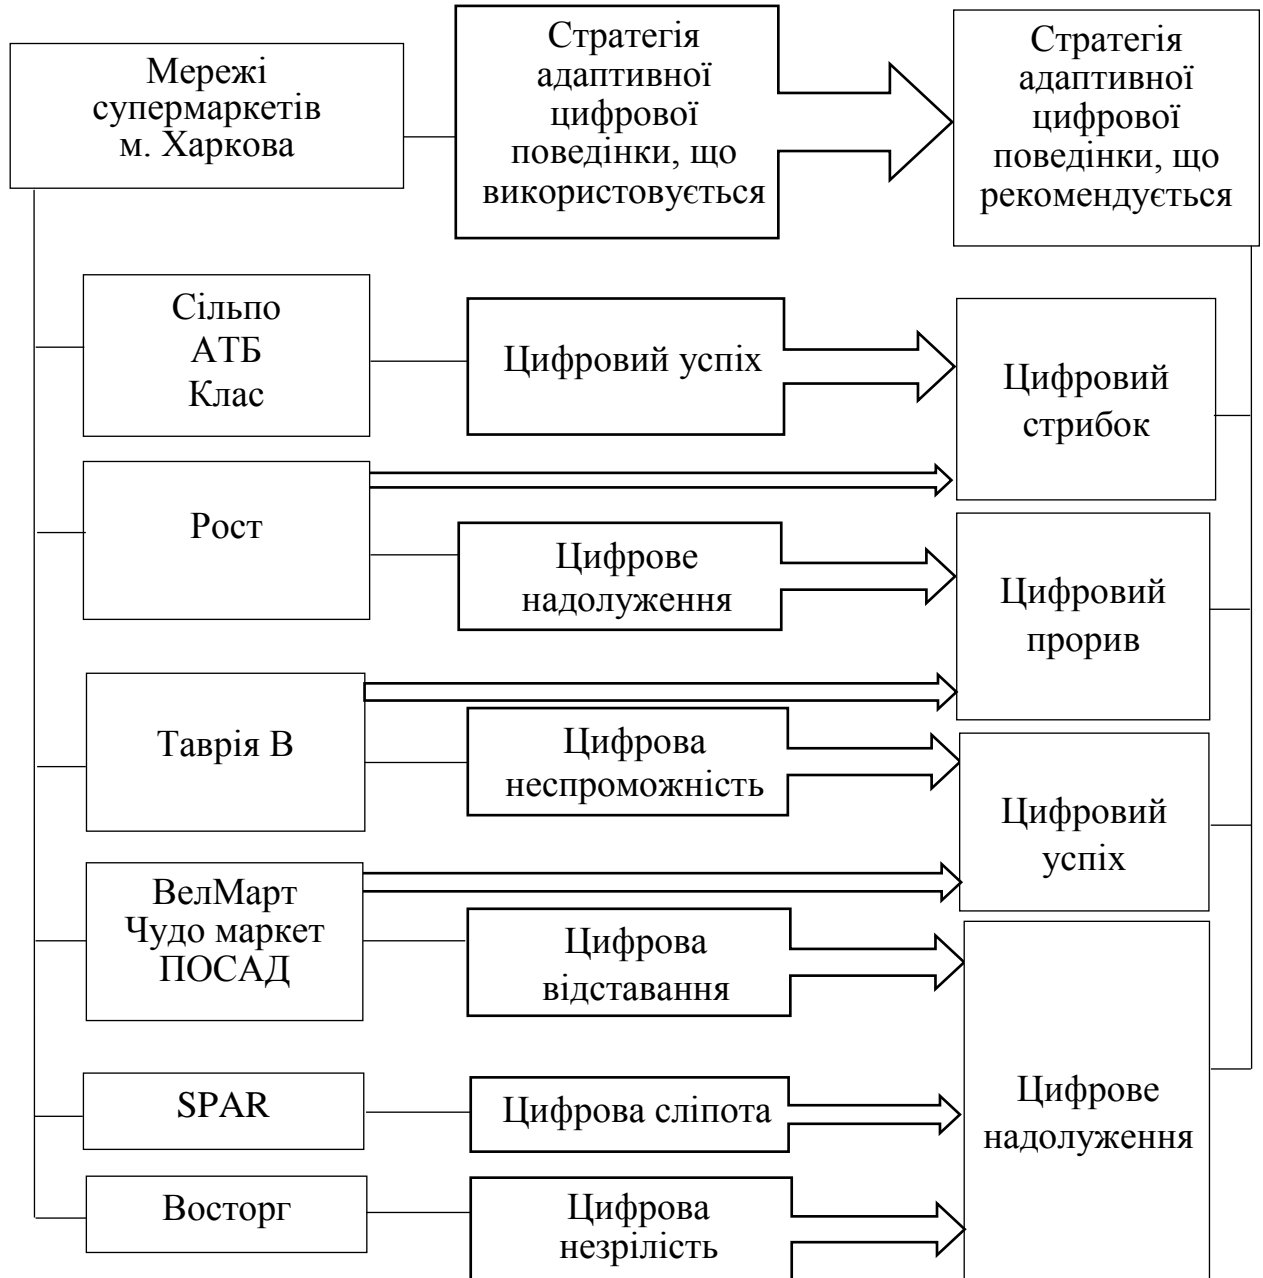 Мережі
супермаркетів
м. Харкова
Стратегія
адаптивної
цифрової
поведінки, що
використовується
Стратегія
адаптивної
цифрової
поведінки, що
рекомендується
Сільпо
АТБ
Клас
Цифровий успіх
Цифровий
стрибок
Рост
Цифрове
надолуження
Цифровий
прорив
Таврія В
Цифрова
неспроможність
Цифровий
успіх
ВелМарт
Чудо маркет
ПОСАД
Цифрова
відставання
Цифрове
надолуження
SPAR
Цифрова сліпота
Восторг
Цифрова
незрілість